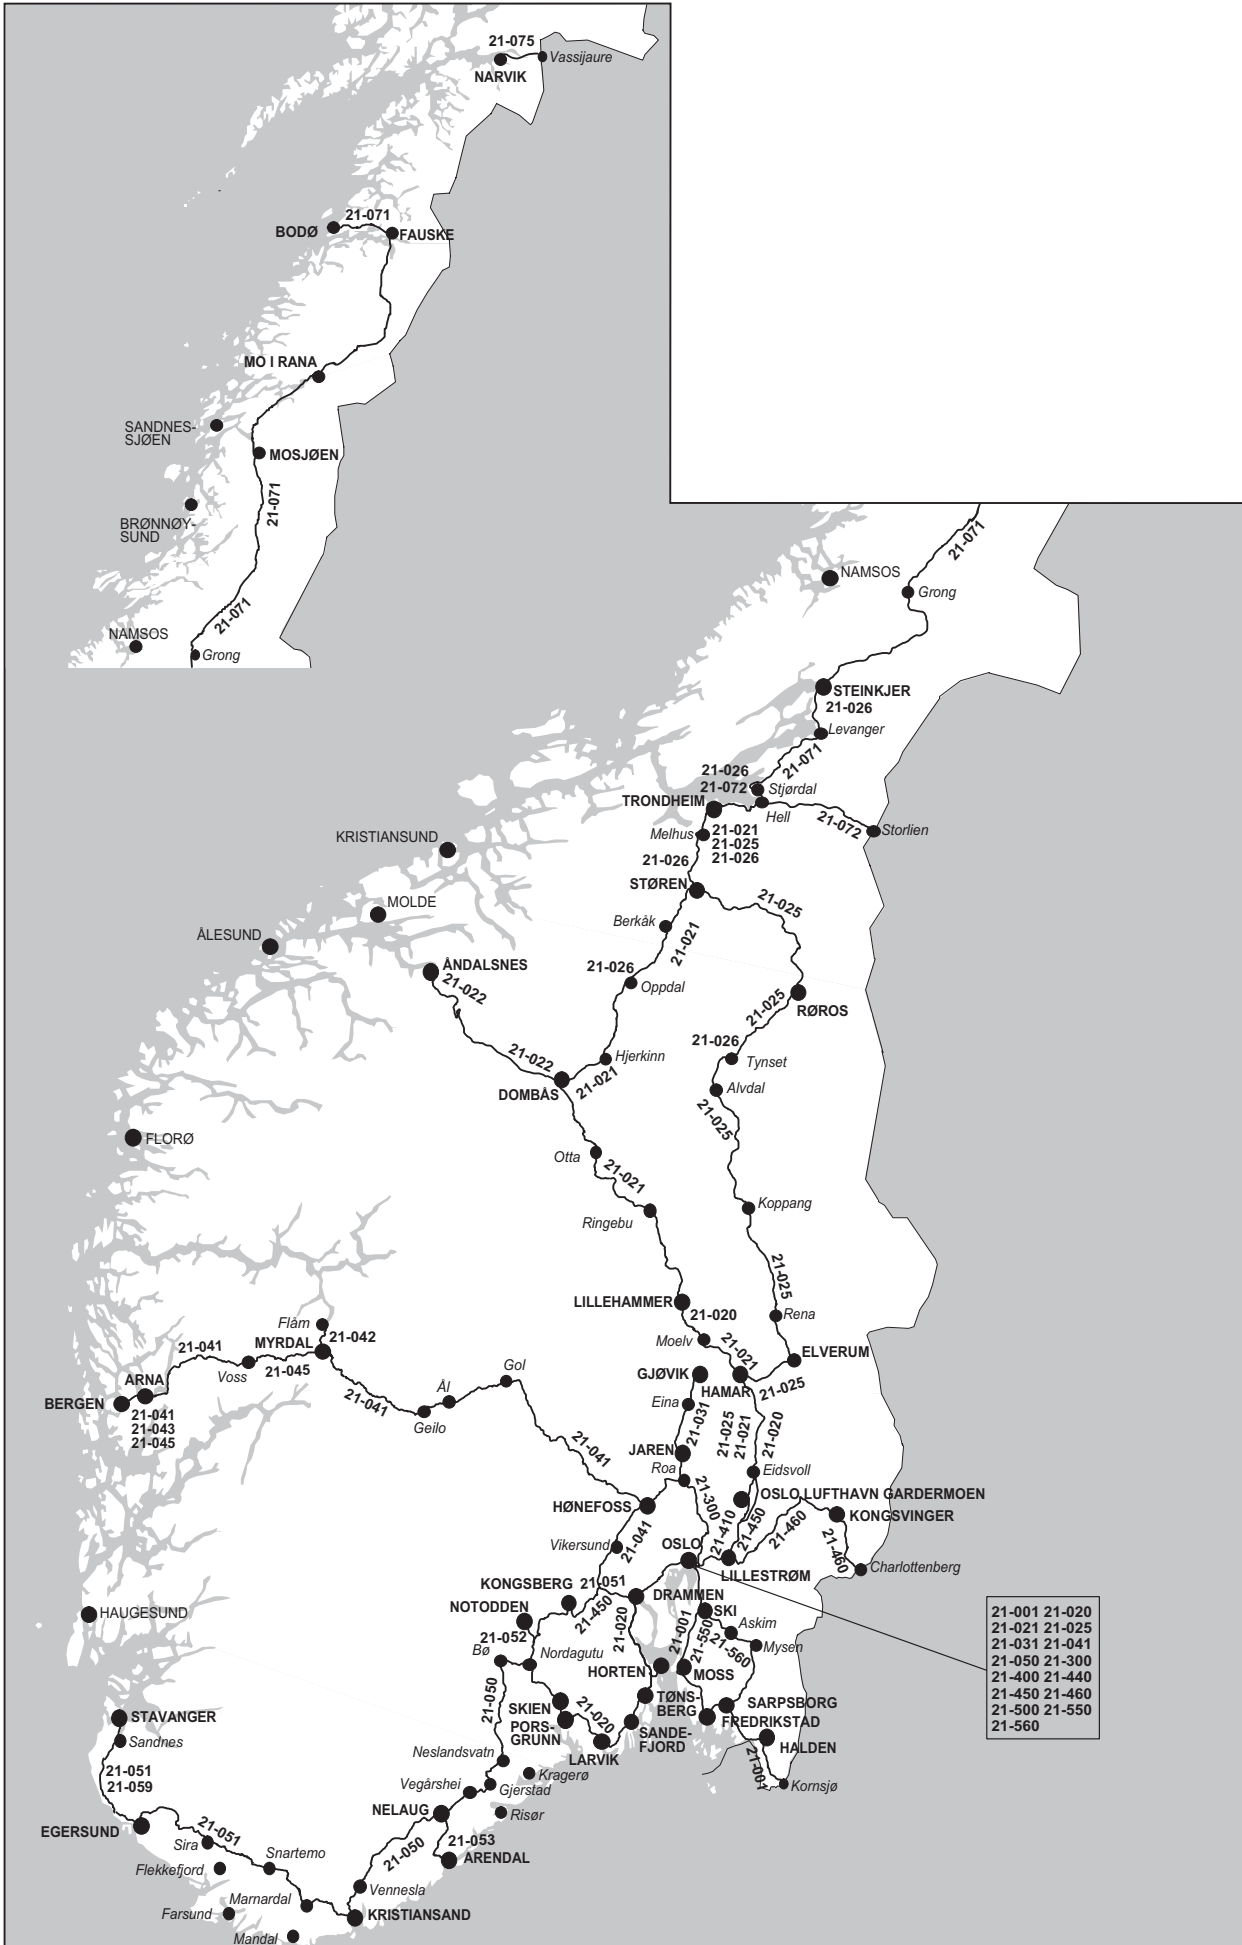 21-075
Vassijaure
NARVIK
21-071
BODØ
FAUSKE
MO I RANA
SANDNES-
SJØEN
MOSJØEN
21-071
BRØNNØY-
SUND
21-071
NAMSOS
Grong
21-071
NAMSOS
Grong
STEINKJER
21-026
Levanger
21-071
21-026
21-072
Stjørdal
TRONDHEIM
Hell
21-072
Storlien
Melhus
21-021
21-025
21-026
KRISTIANSUND
21-026
STØREN
21-025
MOLDE
Berkåk
21-021
ÅLESUND
ÅNDALSNES
21-022
21-026
Oppdal
21-025
RØROS
21-026
Tynset
21-022
Hjerkinn
21-021
DOMBÅS
Alvdal
21-025
FLORØ
Otta
21-021
Koppang
Ringebu
21-025
LILLEHAMMER
21-020
Rena
Flåm
21-042
MYRDAL
21-041
Voss
21-045
Moelv
21-021
ELVERUM
GJØVIK
HAMAR
21-025
Gol
Ål
ARNA
BERGEN
21-041
21-043
21-045
21-041
Geilo
Eina
21-031
21-025
21-021
21-020
21-041
JAREN
Roa
Eidsvoll
21-300
OSLO LUFTHAVN GARDERMOEN
HØNEFOSS
KONGSVINGER
21-041
Vikersund
21-410
21-450
21-460
21-460
OSLO
LILLESTRØM
Charlottenberg
KONGSBERG
21-051
DRAMMEN
HAUGESUND
NOTODDEN
21-450
21-020
SKI
21-001
21-550
Askim
21-560
Mysen
21-001 21-020
21-021 21-025
21-031 21-041
21-050 21-300
21-400 21-440
21-450 21-460
21-500 21-550
21-560
21-052
Bø
Nordagutu
HORTEN
MOSS
21-050
SKIEN
PORS-
GRUNN
21-020
TØNS-
BERG
SARPSBORG
FREDRIKSTAD
STAVANGER
Sandnes
LARVIK
SANDE-
FJORD
HALDEN
21-001
Kornsjø
Neslandsvatn
21-051
21-059
Kragerø
Vegårshei
Gjerstad
NELAUG
Risør
EGERSUND
21-051
Sira
Snartemo
21-050
21-053
ARENDAL
Flekkefjord
Vennesla
Marnardal
Farsund
KRISTIANSAND
Mandal